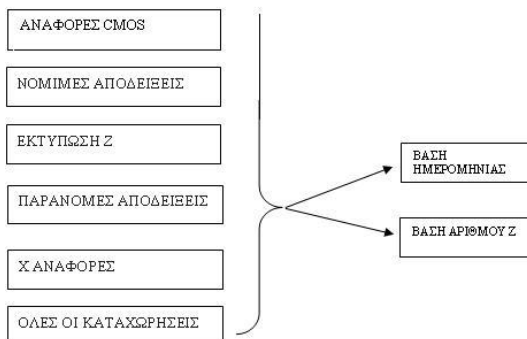 ΑΝΑΦΟΡΕΣ CMOS
ΝΟΜΙΜΕΣ ΑΠΟΔΕΙΞΕΙΣ
ΕΚΤΥΠΩΣΗ Ζ
ΠΑΡΑΝΟΜΕΣ ΑΠΟΔΕΙΞΕΙΣ
Χ ΑΝΑΦΟΡΕΣ
ΟΛΕΣ ΟΙ ΚΑΤΑΧΩΡΗΣΕΙΣ
ΒΑΣΗ
ΗΜΕΡΟΜΗΝΙΑΣ
ΒΑΣΗ ΑΡΙΘΜΟΥ Ζ